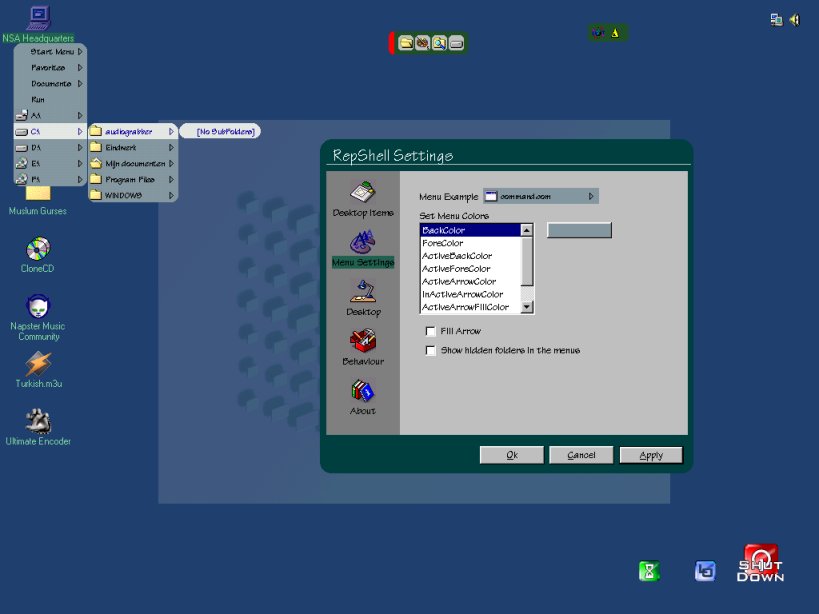 NSA Headquarters
Start Menu
Favorites
Documents
Run
A:\
C:\
D:\
E:\
F:\
audiograbber
Eindwerk
Mijn documenten
Program Files
WINDOWS
[No SubFolders]
Muslum Gurses
CloneCD
Napster Music
Community
Turkish.m3u
Ultimate Encoder
RepShell Settings
Desktop Items
Menu Settings
Desktop
Behaviour
About
Menu Example
command.com
Set Menu Colors
BackColor
ForeColor
ActiveBackColor
ActiveForeColor
ActiveArrowColor
InActiveArrowColor
ActiveArrowFillColor
Fill Arrow
Show hidden folders in the menus
Ok
Cancel
Apply
SHUT
DOWN